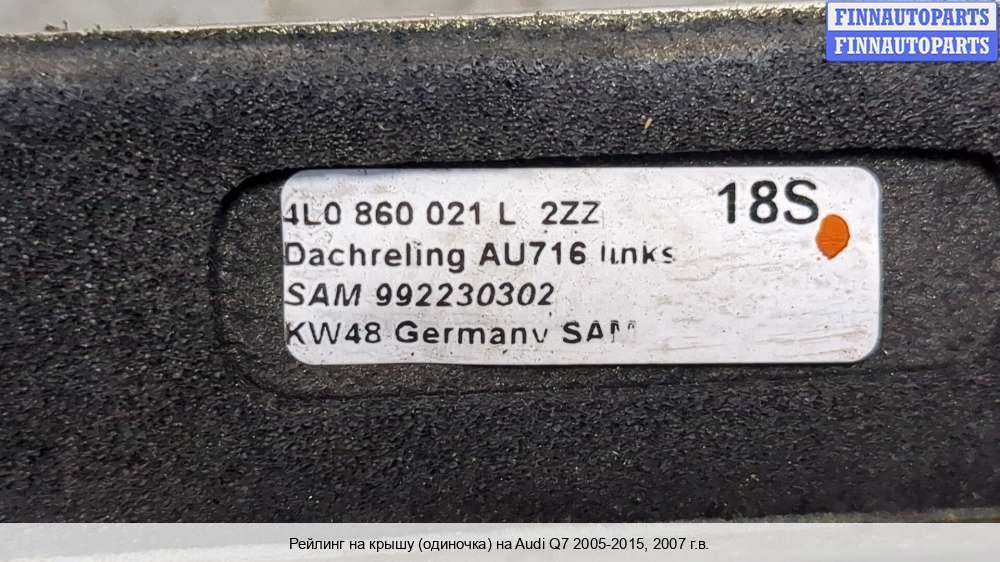 FINNAUTOPARTS
FINNAUTOPARTS
4L0 860 021 L 2ZZ 18S
Dachreling AU716 links
SAM 992230302
KW48 Germany SAM
Рейлинг на крышу (одиночка) на Audi Q7 2005-2015, 2007 г.в.